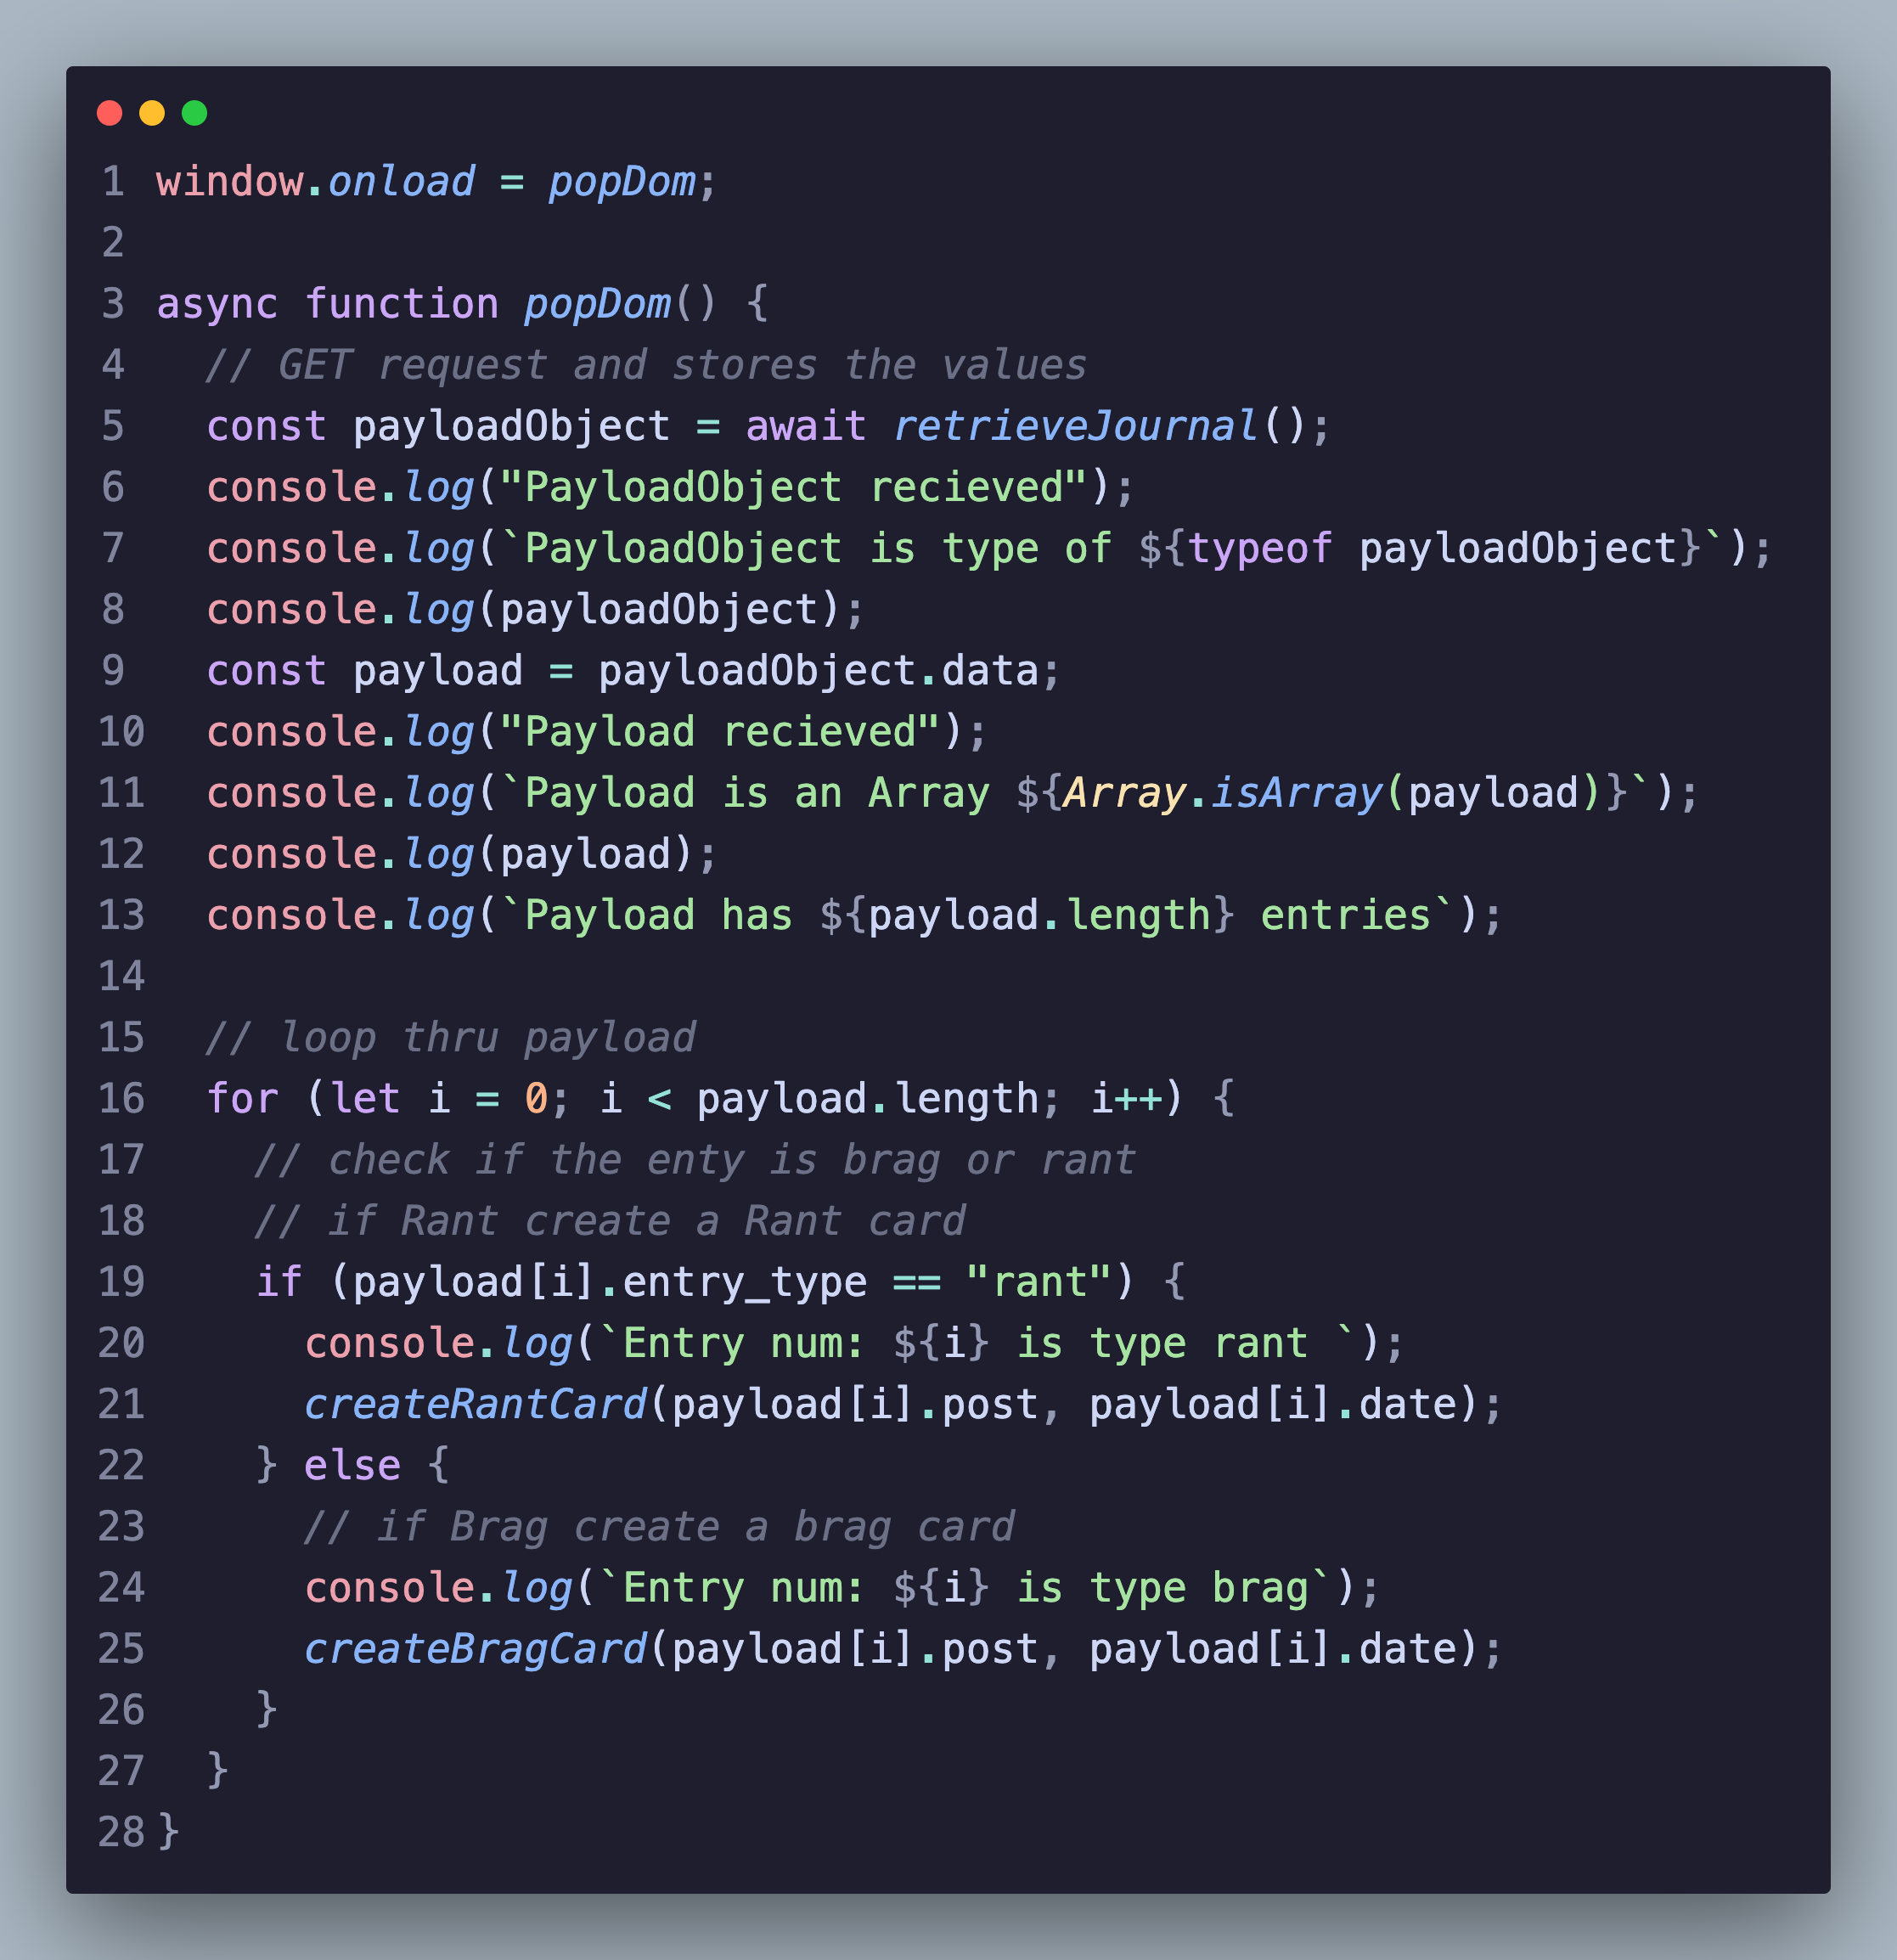 1 window.onload = popDom;
2
3 async function popDom() {
4   // GET request and stores the values
5   const payloadObject = await retrieveJournal();
6   console.log("PayloadObject recieved");
7   console.log(`PayloadObject is type of ${typeof payloadObject}`);
8   console.log(payloadObject);
9   const payload = payloadObject.data;
10   console.log("Payload recieved");
11   console.log(`Payload is an Array ${Array.isArray(payload)}`);
12   console.log(payload);
13   console.log(`Payload has ${payload.length} entries`);
14
15   // loop thru payload
16   for (let i = 0; i < payload.length; i++) {
17     // check if the enty is brag or rant
18     // if Rant create a Rant card
19     if (payload[i].entry_type == "rant") {
20       console.log(`Entry num: ${i} is type rant `);
21       createRantCard(payload[i].post, payload[i].date);
22     } else {
23       // if Brag create a brag card
24       console.log(`Entry num: ${i} is type brag`);
25       createBragCard(payload[i].post, payload[i].date);
26     }
27   }
28 }